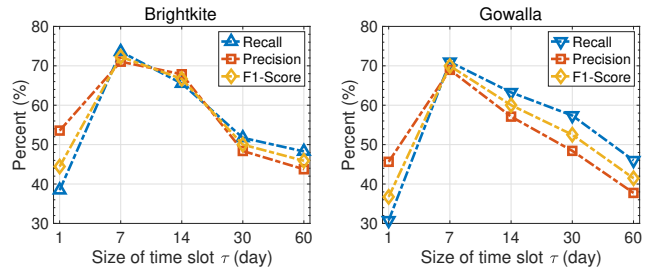 Brightkite
80
70
60
50
40
30
Percent (%)
Recall
Precision
F1-Score
1 7 14 30 60
Size of time slot τ (day)
Gowalla
80
70
60
50
40
30
Percent (%)
Recall
Precision
F1-Score
1 7 14 30 60
Size of time slot τ (day)